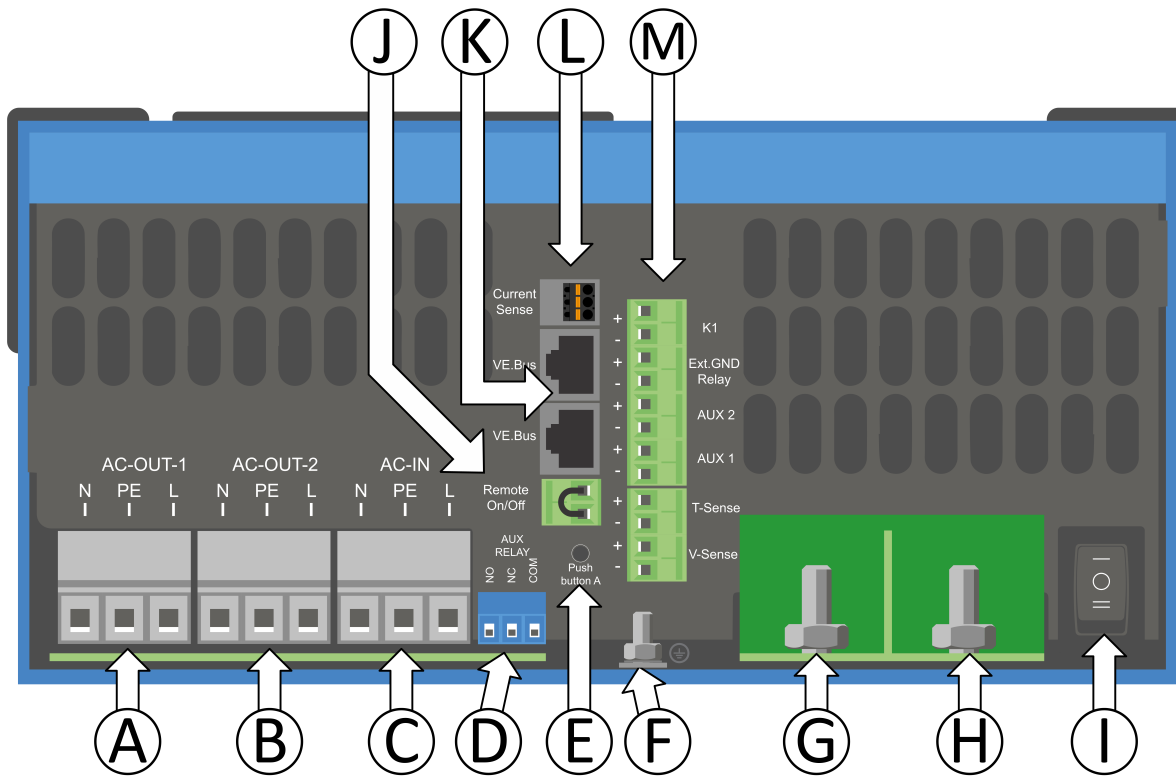 J K L M
Current
Sense
+
K1
-
VE.Bus
+
Ext.GND
Relay
-
+
AUX 2
-
VE.Bus
+
AUX 1
-
AC-OUT-1 AC-OUT-2 AC-IN
N PE L N PE L N PE L
Remote
On/Off
+
T-Sense
-
AUX
RELAY
NO NC COM
+
V-Sense
-
Push
button A
A B C D E F G H I